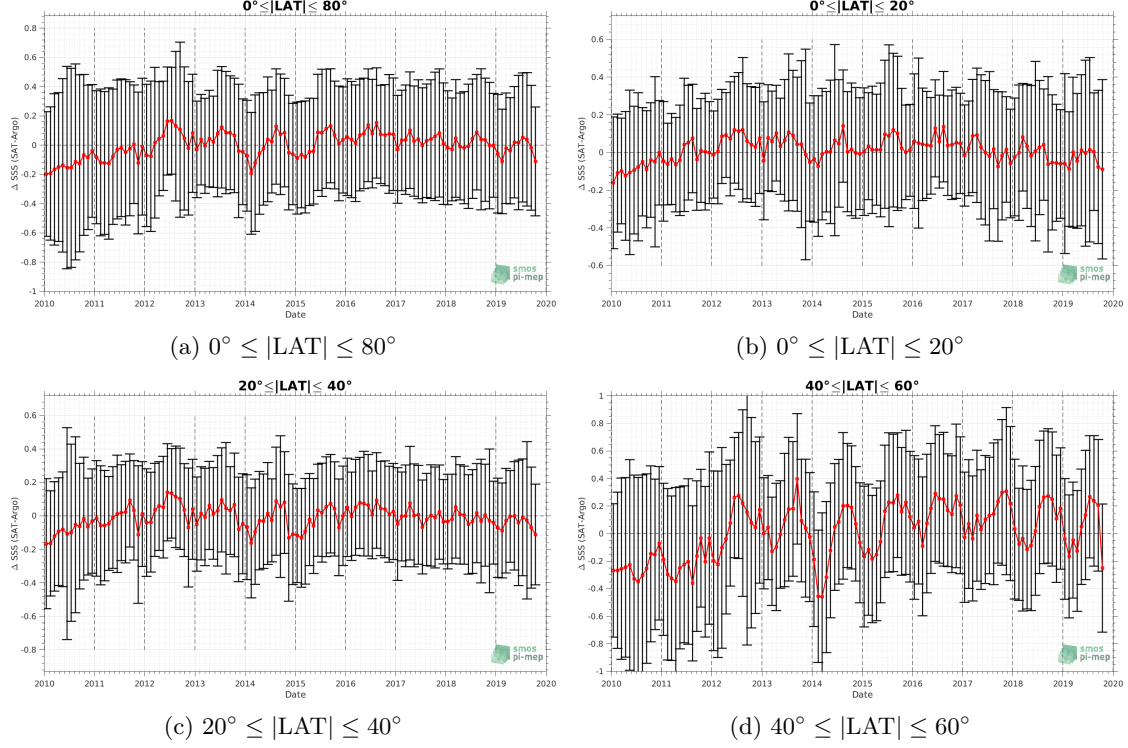 0°≤|LAT|≤ 80°
0.8
0.6
0.4
0.2
0
-0.2
-0.4
-0.6
-0.8
-1
Δ SSS (SAT-Argo)
2010 2011 2012 2013 2014 2015 2016 2017 2018 2019 2020
Date
smos
pi-mep
(a) 0° ≤ |LAT| ≤ 80°
0°≤|LAT|≤ 20°
0.6
0.4
0.2
0
-0.2
-0.4
-0.6
Δ SSS (SAT-Argo)
2010 2011 2012 2013 2014 2015 2016 2017 2018 2019 2020
Date
smos
pi-mep
(b) 0° ≤ |LAT| ≤ 20°
20°≤|LAT|≤ 40°
0.6
0.4
0.2
0
-0.2
-0.4
-0.6
-0.8
Δ SSS (SAT-Argo)
2010 2011 2012 2013 2014 2015 2016 2017 2018 2019 2020
Date
smos
pi-mep
(c) 20° ≤ |LAT| ≤ 40°
40°≤|LAT|≤ 60°
1
0.8
0.6
0.4
0.2
0
-0.2
-0.4
-0.6
-0.8
-1
Δ SSS (SAT-Argo)
2010 2011 2012 2013 2014 2015 2016 2017 2018 2019 2020
Date
smos
pi-mep
(d) 40° ≤ |LAT| ≤ 60°